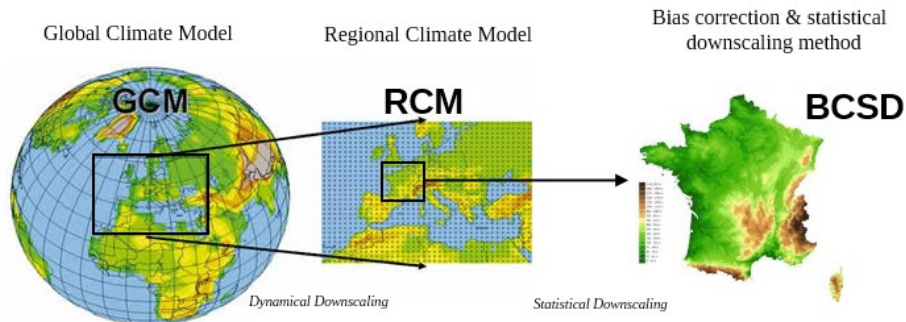 Global Climate Model
Regional Climate Model
Bias correction & statistical
downscaling method
GCM
RCM
BCSD
Dynamical Downscaling
Statistical Downscaling